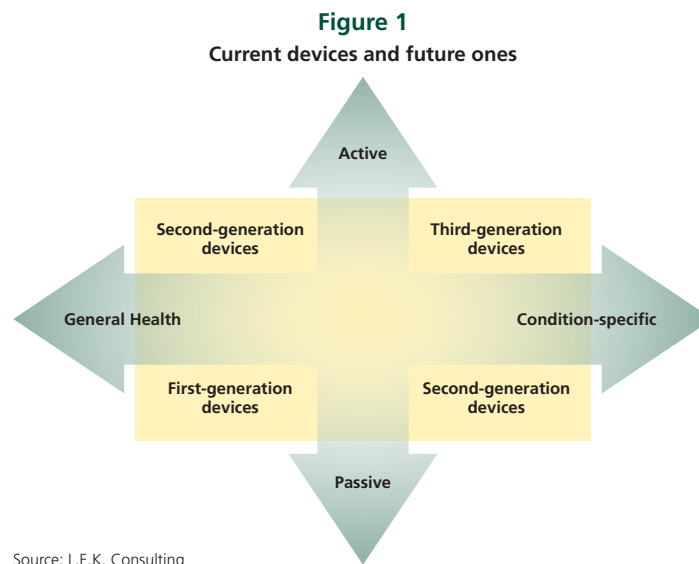 Figure 1
Current devices and future ones
Active
Second-generation
devices
Third-generation
devices
General Health
Condition-specific
First-generation
devices
Second-generation
devices
Passive
Source: L.E.K. Consulting